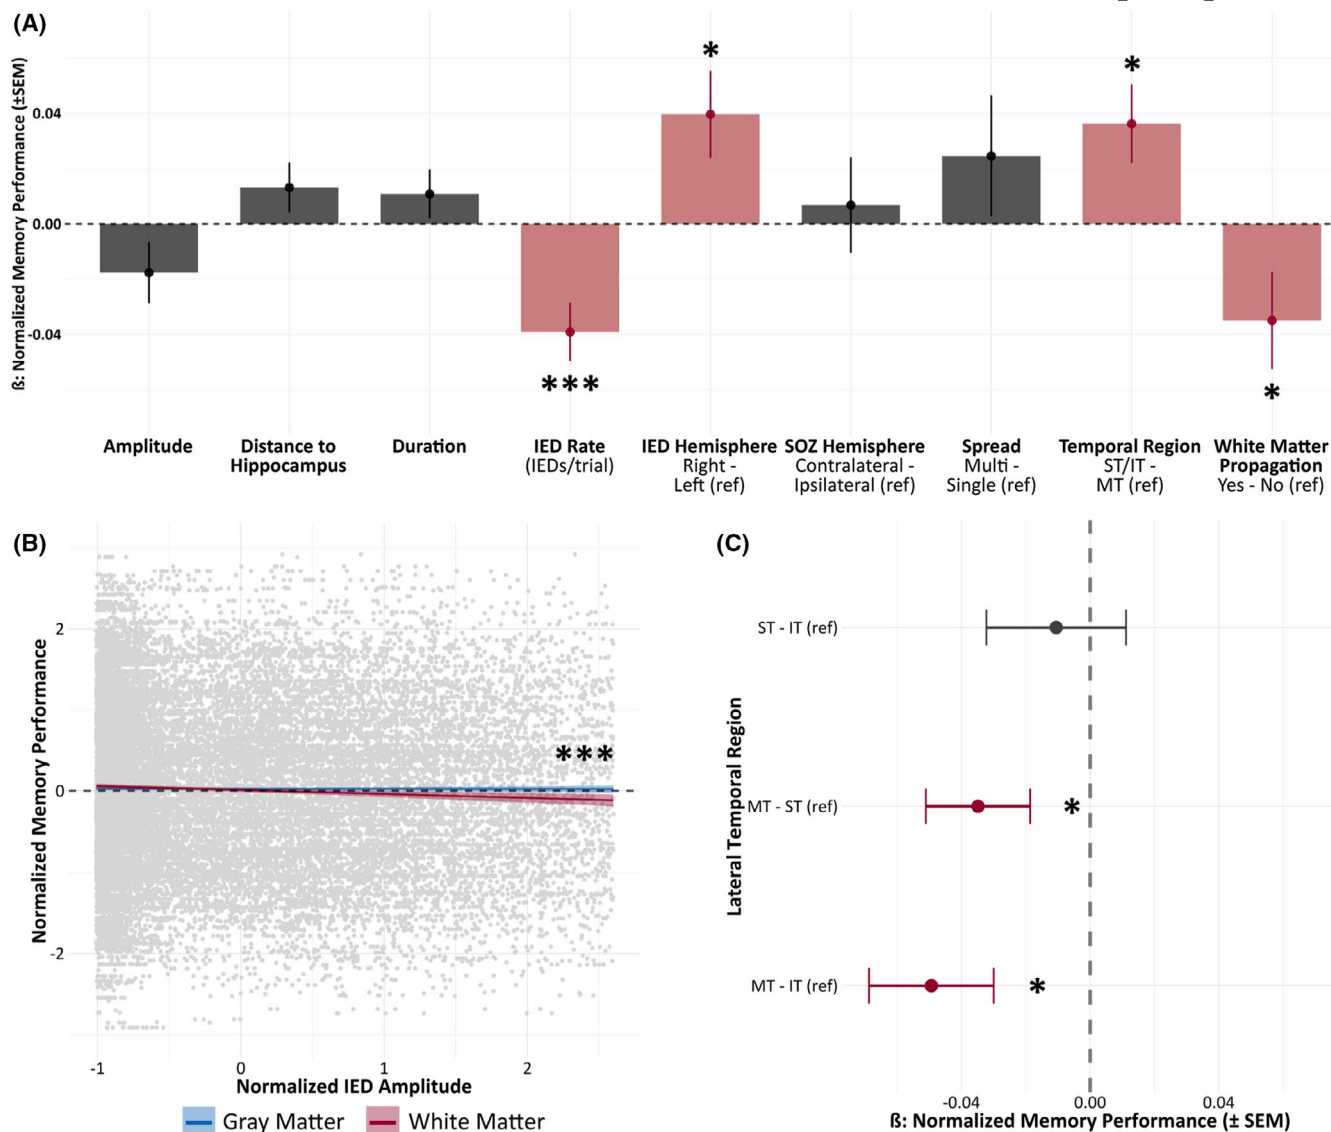 (A)
ß: Normalized Memory Performance (±SEM)
0.04
0.00
-0.04
*
*
***
*
Amplitude
Distance to
Hippocampus
Duration
IED Rate
(IEDs/trial)
IED Hemisphere
Right -
Left (ref)
SOZ Hemisphere
Contralateral -
Ipsilateral (ref)
Spread
Multi -
Single (ref)
Temporal Region
ST/IT -
MT (ref)
White Matter
Propagation
Yes - No (ref)
(B)
Normalized Memory Performance
2
0
-2
***
-1 0 1 2
Normalized IED Amplitude
Gray Matter White Matter
(C)
Lateral Temporal Region
ST - IT (ref)
MT - ST (ref) *
MT - IT (ref) *
-0.04 0.00 0.04
ß: Normalized Memory Performance (± SEM)